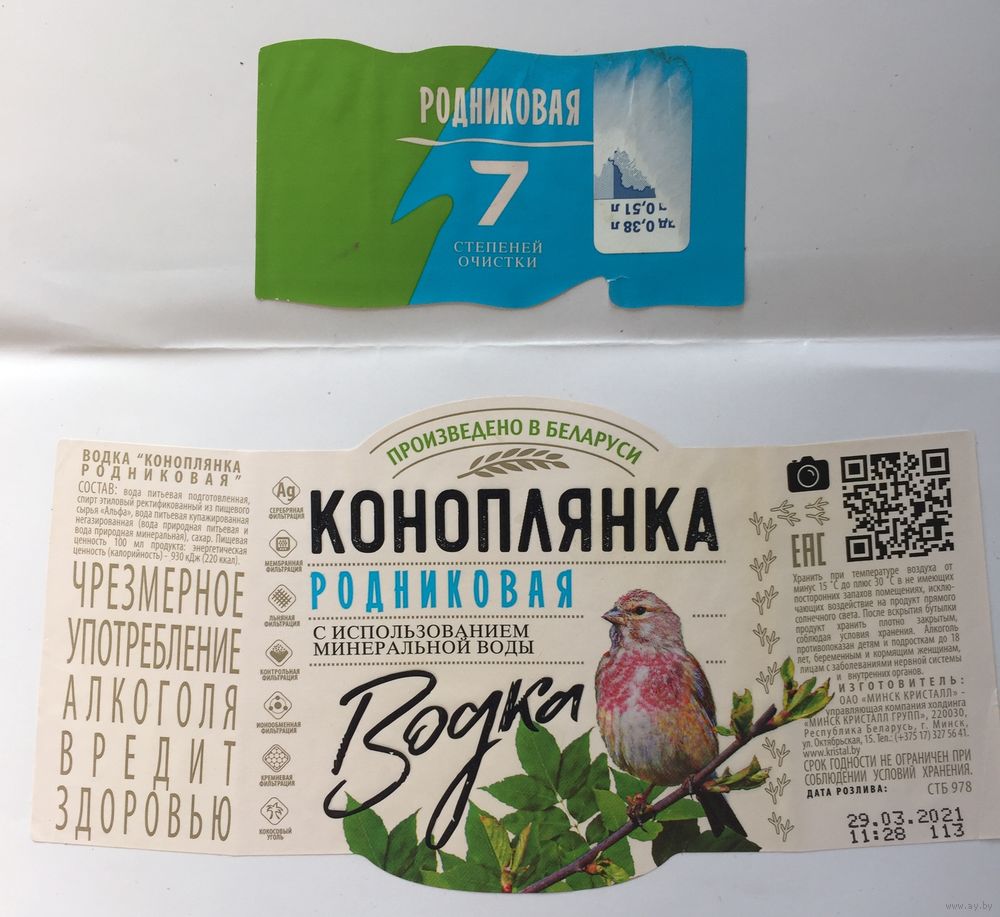 РОДНИКОВАЯ
7
СТЕПЕНЕЙ
ОЧИСТКИ
0,51 л
0,38 л
ПРОИЗВЕДЕНО В БЕЛАРУСИ
КОНОПЛЯНКА
РОДНИКОВАЯ
С ИСПОЛЬЗОВАНИЕМ
МИНЕРАЛЬНОЙ ВОДЫ
Водка
ВОДКА "КОНОПЛЯНКА
РОДНИКОВАЯ"
СОСТАВ: вода питьевая подготовленная,
спирт этиловый ректификованный из пищевого
сырья «Альфа», вода питьевая купажированная
негазированная (вода природная питьевая и
вода природная минеральная), сахар. Пищевая
ценность 100 мл продукта: энергетическая
ценность (калорийность) - 930 кДж (220 ккал).
ЧРЕЗМЕРНОЕ
УПОТРЕБЛЕНИЕ
АЛКОГОЛЯ
ВРЕДИТ
ЗДОРОВЬЮ
Ag
СЕРЕБРЯНАЯ
ФИЛЬТРАЦИЯ
МЕМБРАННАЯ
ФИЛЬТРАЦИЯ
ЛЬНЯНАЯ
ФИЛЬТРАЦИЯ
КОНТРОЛЬНАЯ
ФИЛЬТРАЦИЯ
ИОНООБМЕННАЯ
ФИЛЬТРАЦИЯ
КРЕМНИЕВАЯ
ФИЛЬТРАЦИЯ
КОКОСОВЫЙ
УГОЛЬ
ЕАС
Хранить при температуре воздуха от
минус 15 °С до плюс 30 °С в не имеющих
посторонних запахов помещениях, исклю-
чающих воздействие на продукт прямого
солнечного света. После вскрытия бутылки
продукт хранить плотно закрытым,
соблюдая условия хранения. Алкоголь
противопоказан детям и подросткам до 18
лет, беременным и кормящим женщинам,
лицам с заболеваниями нервной системы
и внутренних органов.
ИЗГОТОВИТЕЛЬ:
ОАО «МИНСК КРИСТАЛЛ» -
управляющая компания холдинга
«МИНСК КРИСТАЛЛ ГРУПП», 220030,
Республика Беларусь, г. Минск,
ул. Октябрьская, 15. Тел.: (+375 17) 327 56 41.
www.kristal.by
СРОК ГОДНОСТИ НЕ ОГРАНИЧЕН ПРИ
СОБЛЮДЕНИИ УСЛОВИЙ ХРАНЕНИЯ.
ДАТА РОЗЛИВА: СТБ 978
29.03.2021
11:28 113
www.ay.by